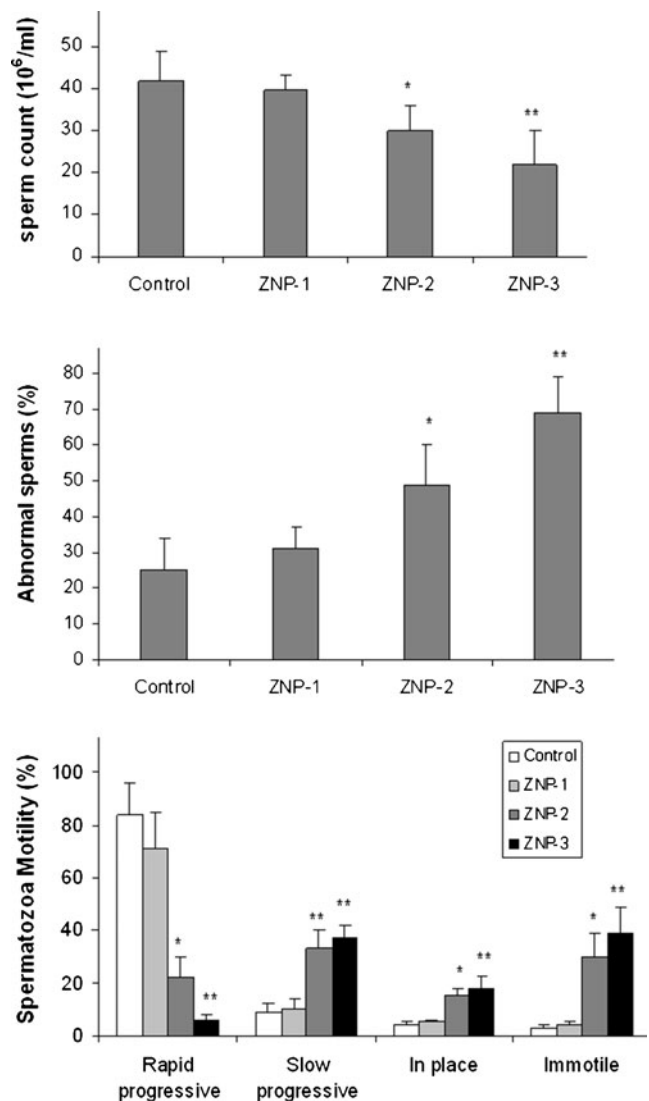 sperm count (10⁶/ml)
50
40
30
20
10
0
*
**
Control ZNP-1 ZNP-2 ZNP-3
Abnormal sperms (%)
80
70
60
50
40
30
20
10
0
*
**
Control ZNP-1 ZNP-2 ZNP-3
Spermatozoa Motility (%)
100
80
60
40
20
0
Control
ZNP-1
ZNP-2
ZNP-3
* ** ** ** * ** * **
Rapid progressive
Slow progressive
In place
Immotile